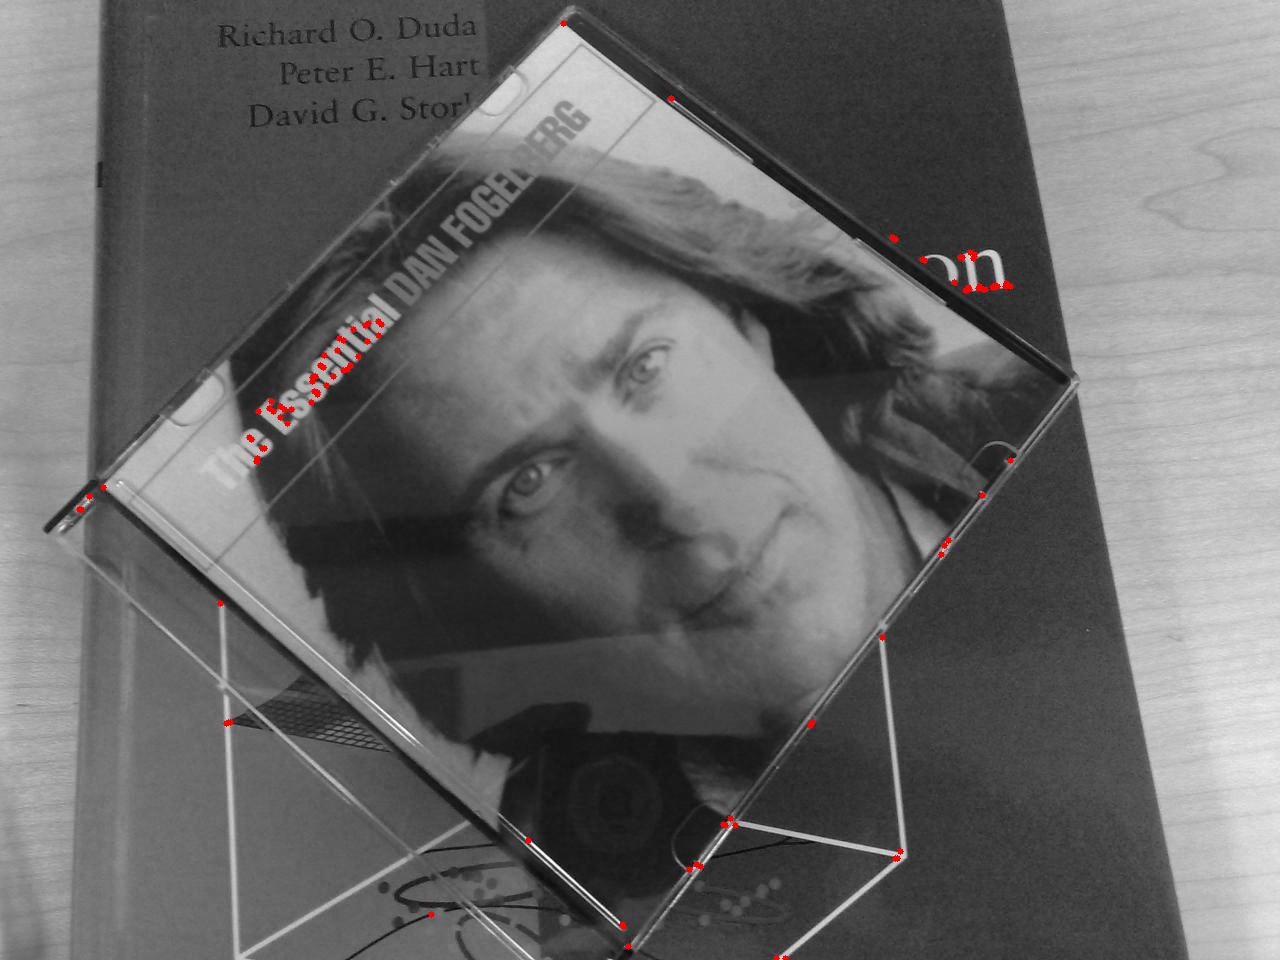 Richard O. Duda
Peter E. Hart
David G. Stor
The Essential DAN FOGELBERG
on